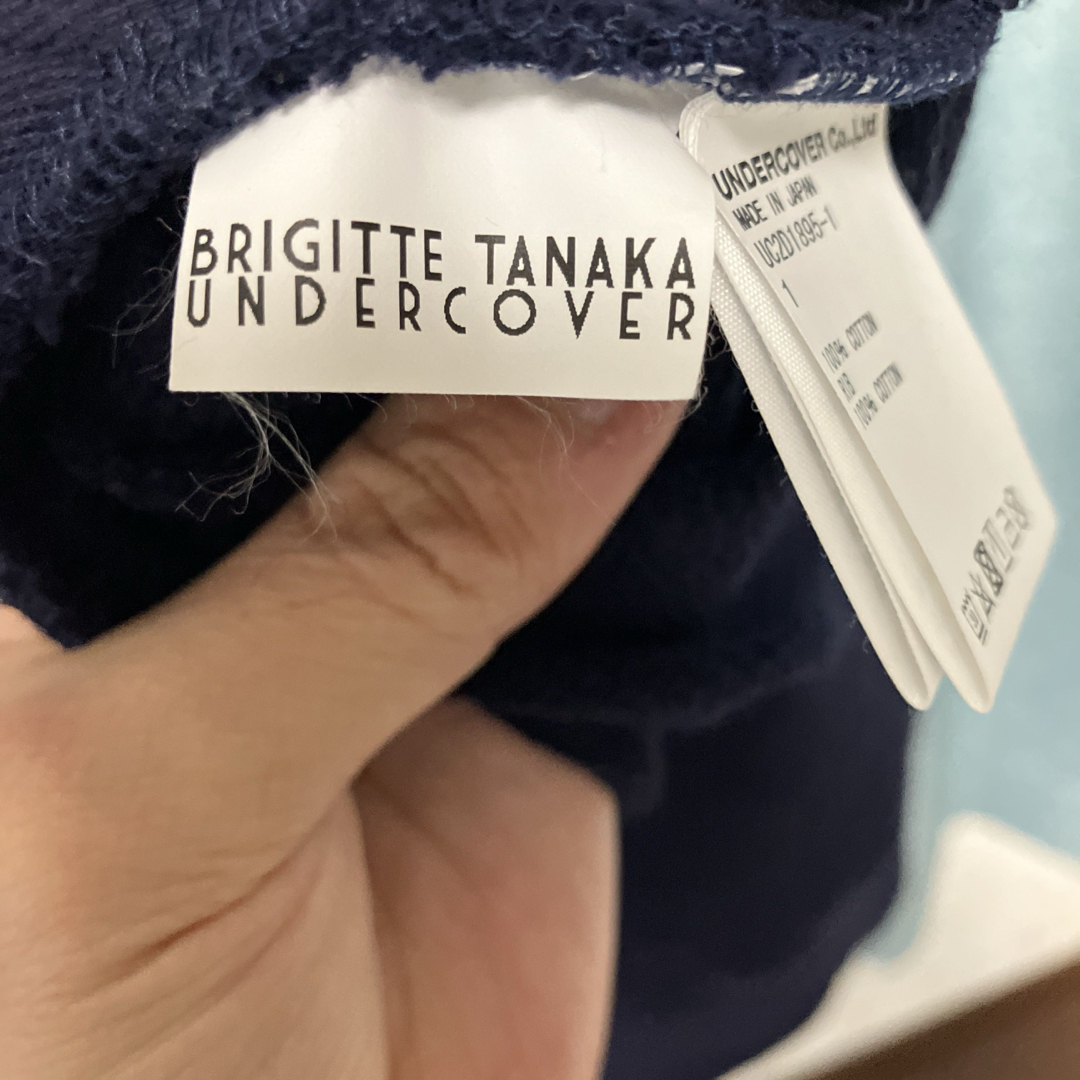 BRIGITTE TANAKA
UNDERCOVER
UNDERCOVER Co.,Ltd
MADE IN JAPAN
UC2D1895-1
1
100% COTTON
RIB
100% COTTON